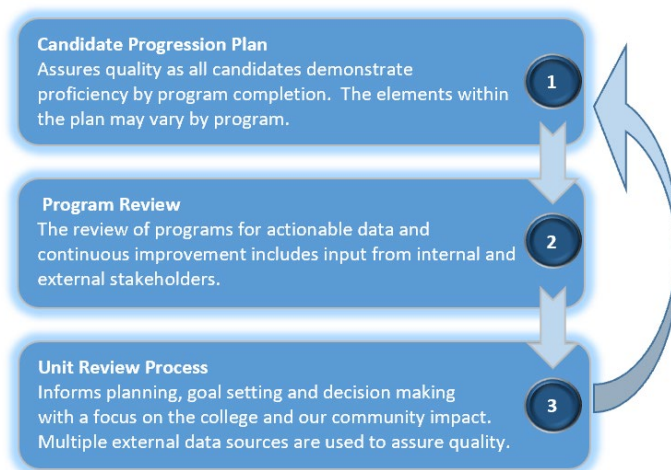 Candidate Progression Plan
Assures quality as all candidates demonstrate
proficiency by program completion.  The elements within
the plan may vary by program.
1
Program Review
The review of programs for actionable data and
continuous improvement includes input from internal and
external stakeholders.
2
Unit Review Process
Informs planning, goal setting and decision making
with a focus on the college and our community impact.
Multiple external data sources are used to assure quality.
3